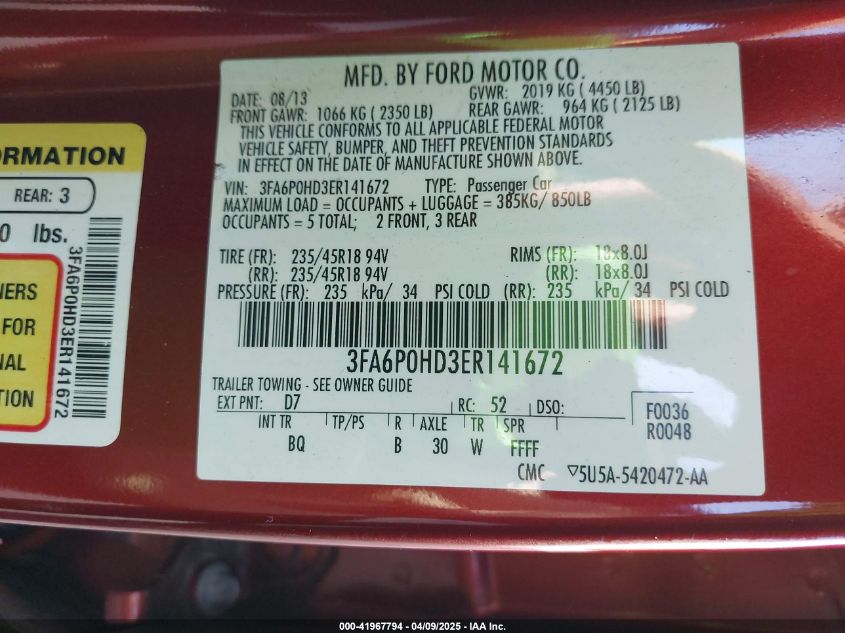 MFD. BY FORD MOTOR CO.
DATE: 08/13 GVWR: 2019 KG ( 4450 LB)
FRONT GAWR: 1066 KG ( 2350 LB) REAR GAWR: 964 KG ( 2125 LB)
THIS VEHICLE CONFORMS TO ALL APPLICABLE FEDERAL MOTOR
VEHICLE SAFETY, BUMPER, AND THEFT PREVENTION STANDARDS
IN EFFECT ON THE DATE OF MANUFACTURE SHOWN ABOVE.
VIN: 3FA6P0HD3ER141672 TYPE: Passenger Car
MAXIMUM LOAD = OCCUPANTS + LUGGAGE = 385KG/ 850LB
OCCUPANTS = 5 TOTAL; 2 FRONT, 3 REAR
TIRE (FR): 235/45R18 94V RIMS (FR): 18x8.0J
(RR): 235/45R18 94V (RR): 18x8.0J
PRESSURE (FR): 235 kPa/ 34 PSI COLD (RR): 235 kPa/ 34 PSI COLD
3FA6P0HD3ER141672
TRAILER TOWING - SEE OWNER GUIDE
EXT PNT: D7 RC: 52 DSO:
INT TR TP/PS R AXLE TR SPR
BQ B 30 W FFFF
F0036
R0048
CMC ▽5U5A-5420472-AA
ORMATION
REAR: 3
0 lbs.
3FA6P0HD3ER141672
NERS
FOR
NAL
TION
000-41967794 | 04/09/2025 | IAA Inc.